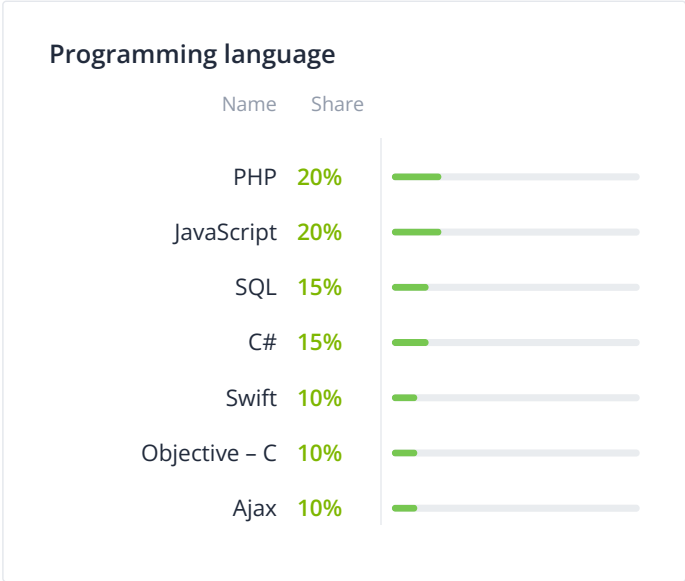 Programming language
Name Share
PHP 20%
JavaScript 20%
SQL 15%
C# 15%
Swift 10%
Objective – C 10%
Ajax 10%